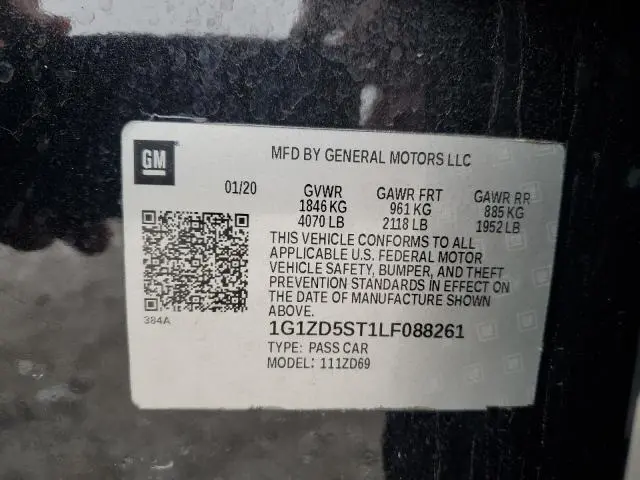 GM
MFD BY GENERAL MOTORS LLC
01/20 GVWR GAWR FRT GAWR RR
1846 KG 961 KG 885 KG
4070 LB 2118 LB 1952 LB
THIS VEHICLE CONFORMS TO ALL
APPLICABLE U.S. FEDERAL MOTOR
VEHICLE SAFETY, BUMPER, AND THEFT
PREVENTION STANDARDS IN EFFECT ON
THE DATE OF MANUFACTURE SHOWN
ABOVE.
384A
1G1ZD5ST1LF088261
TYPE: PASS CAR
MODEL: 111ZD69